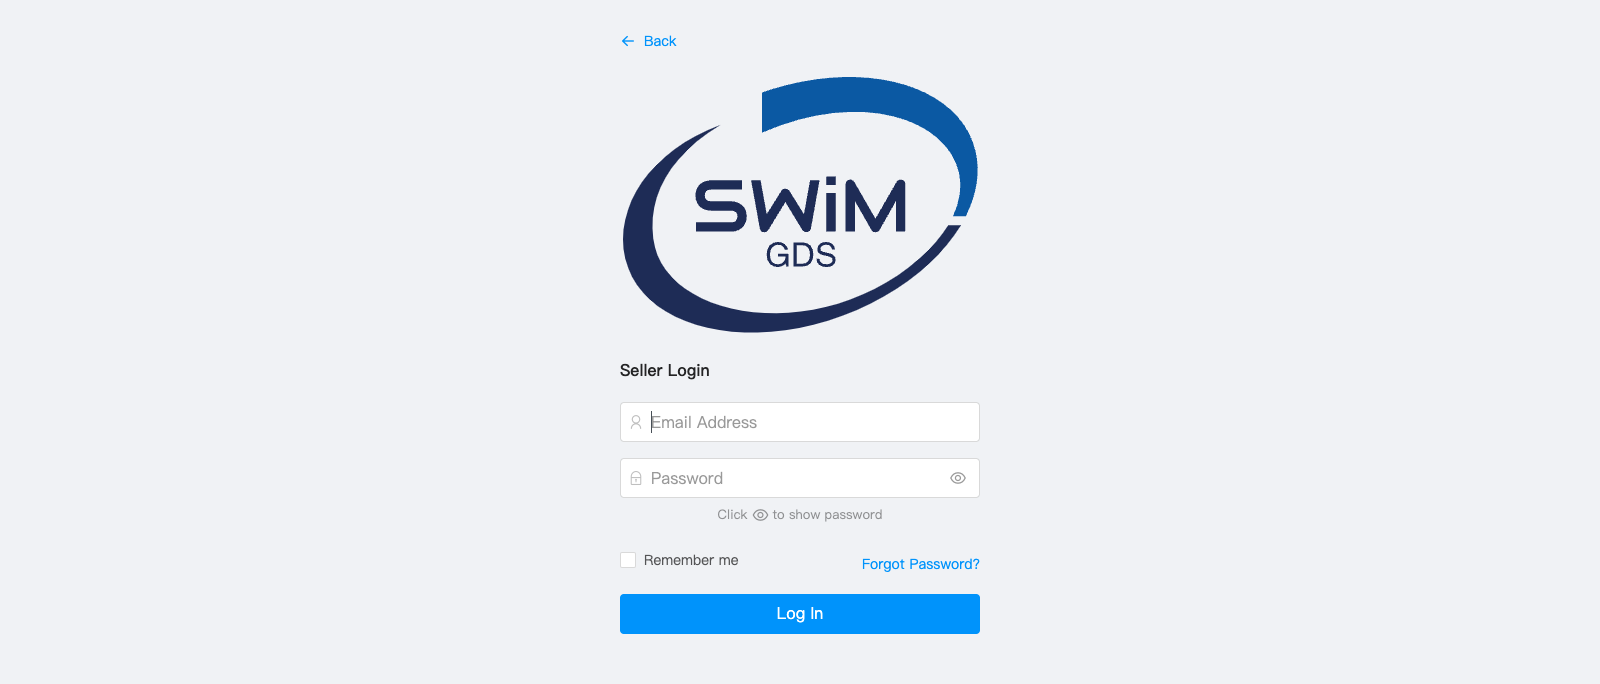 Back
SWiM
GDS
Seller Login
Email Address
Password
Click to show password
Remember me
Forgot Password?
Log In